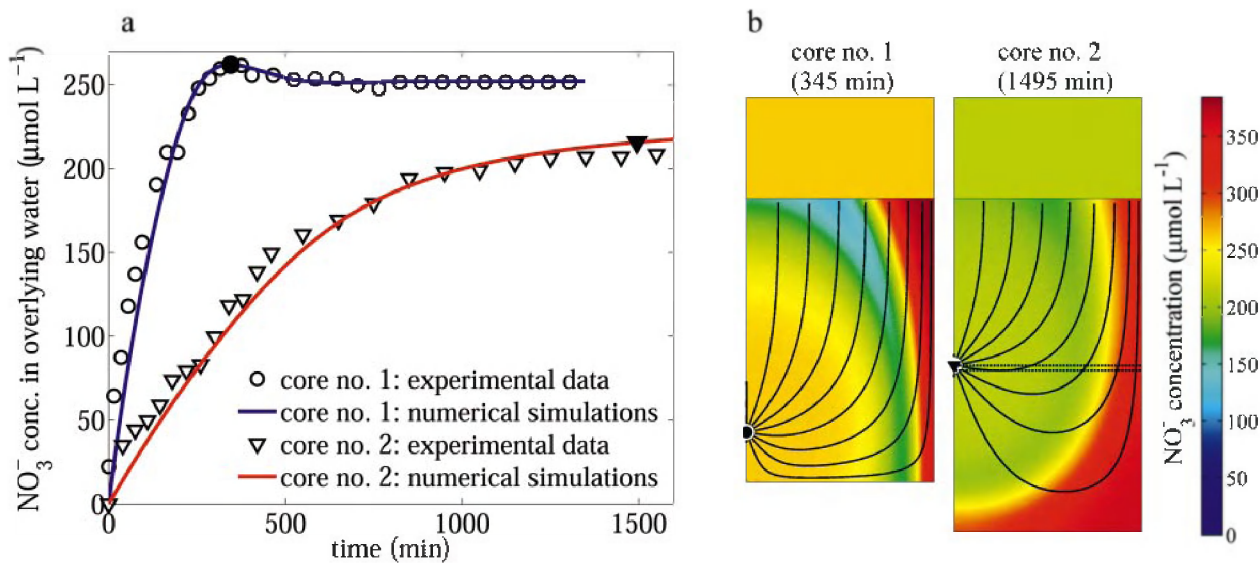 a
NO₃⁻ conc. in overlying water (µmol L⁻¹)
250
200
150
100
50
0
0 500 1000 1500
time (min)
core no. 1: experimental data
core no. 1: numerical simulations
core no. 2: experimental data
core no. 2: numerical simulations
b
core no. 1
(345 min)
core no. 2
(1495 min)
NO₃⁻ concentration (µmol L⁻¹)
350
300
250
200
150
100
50
0